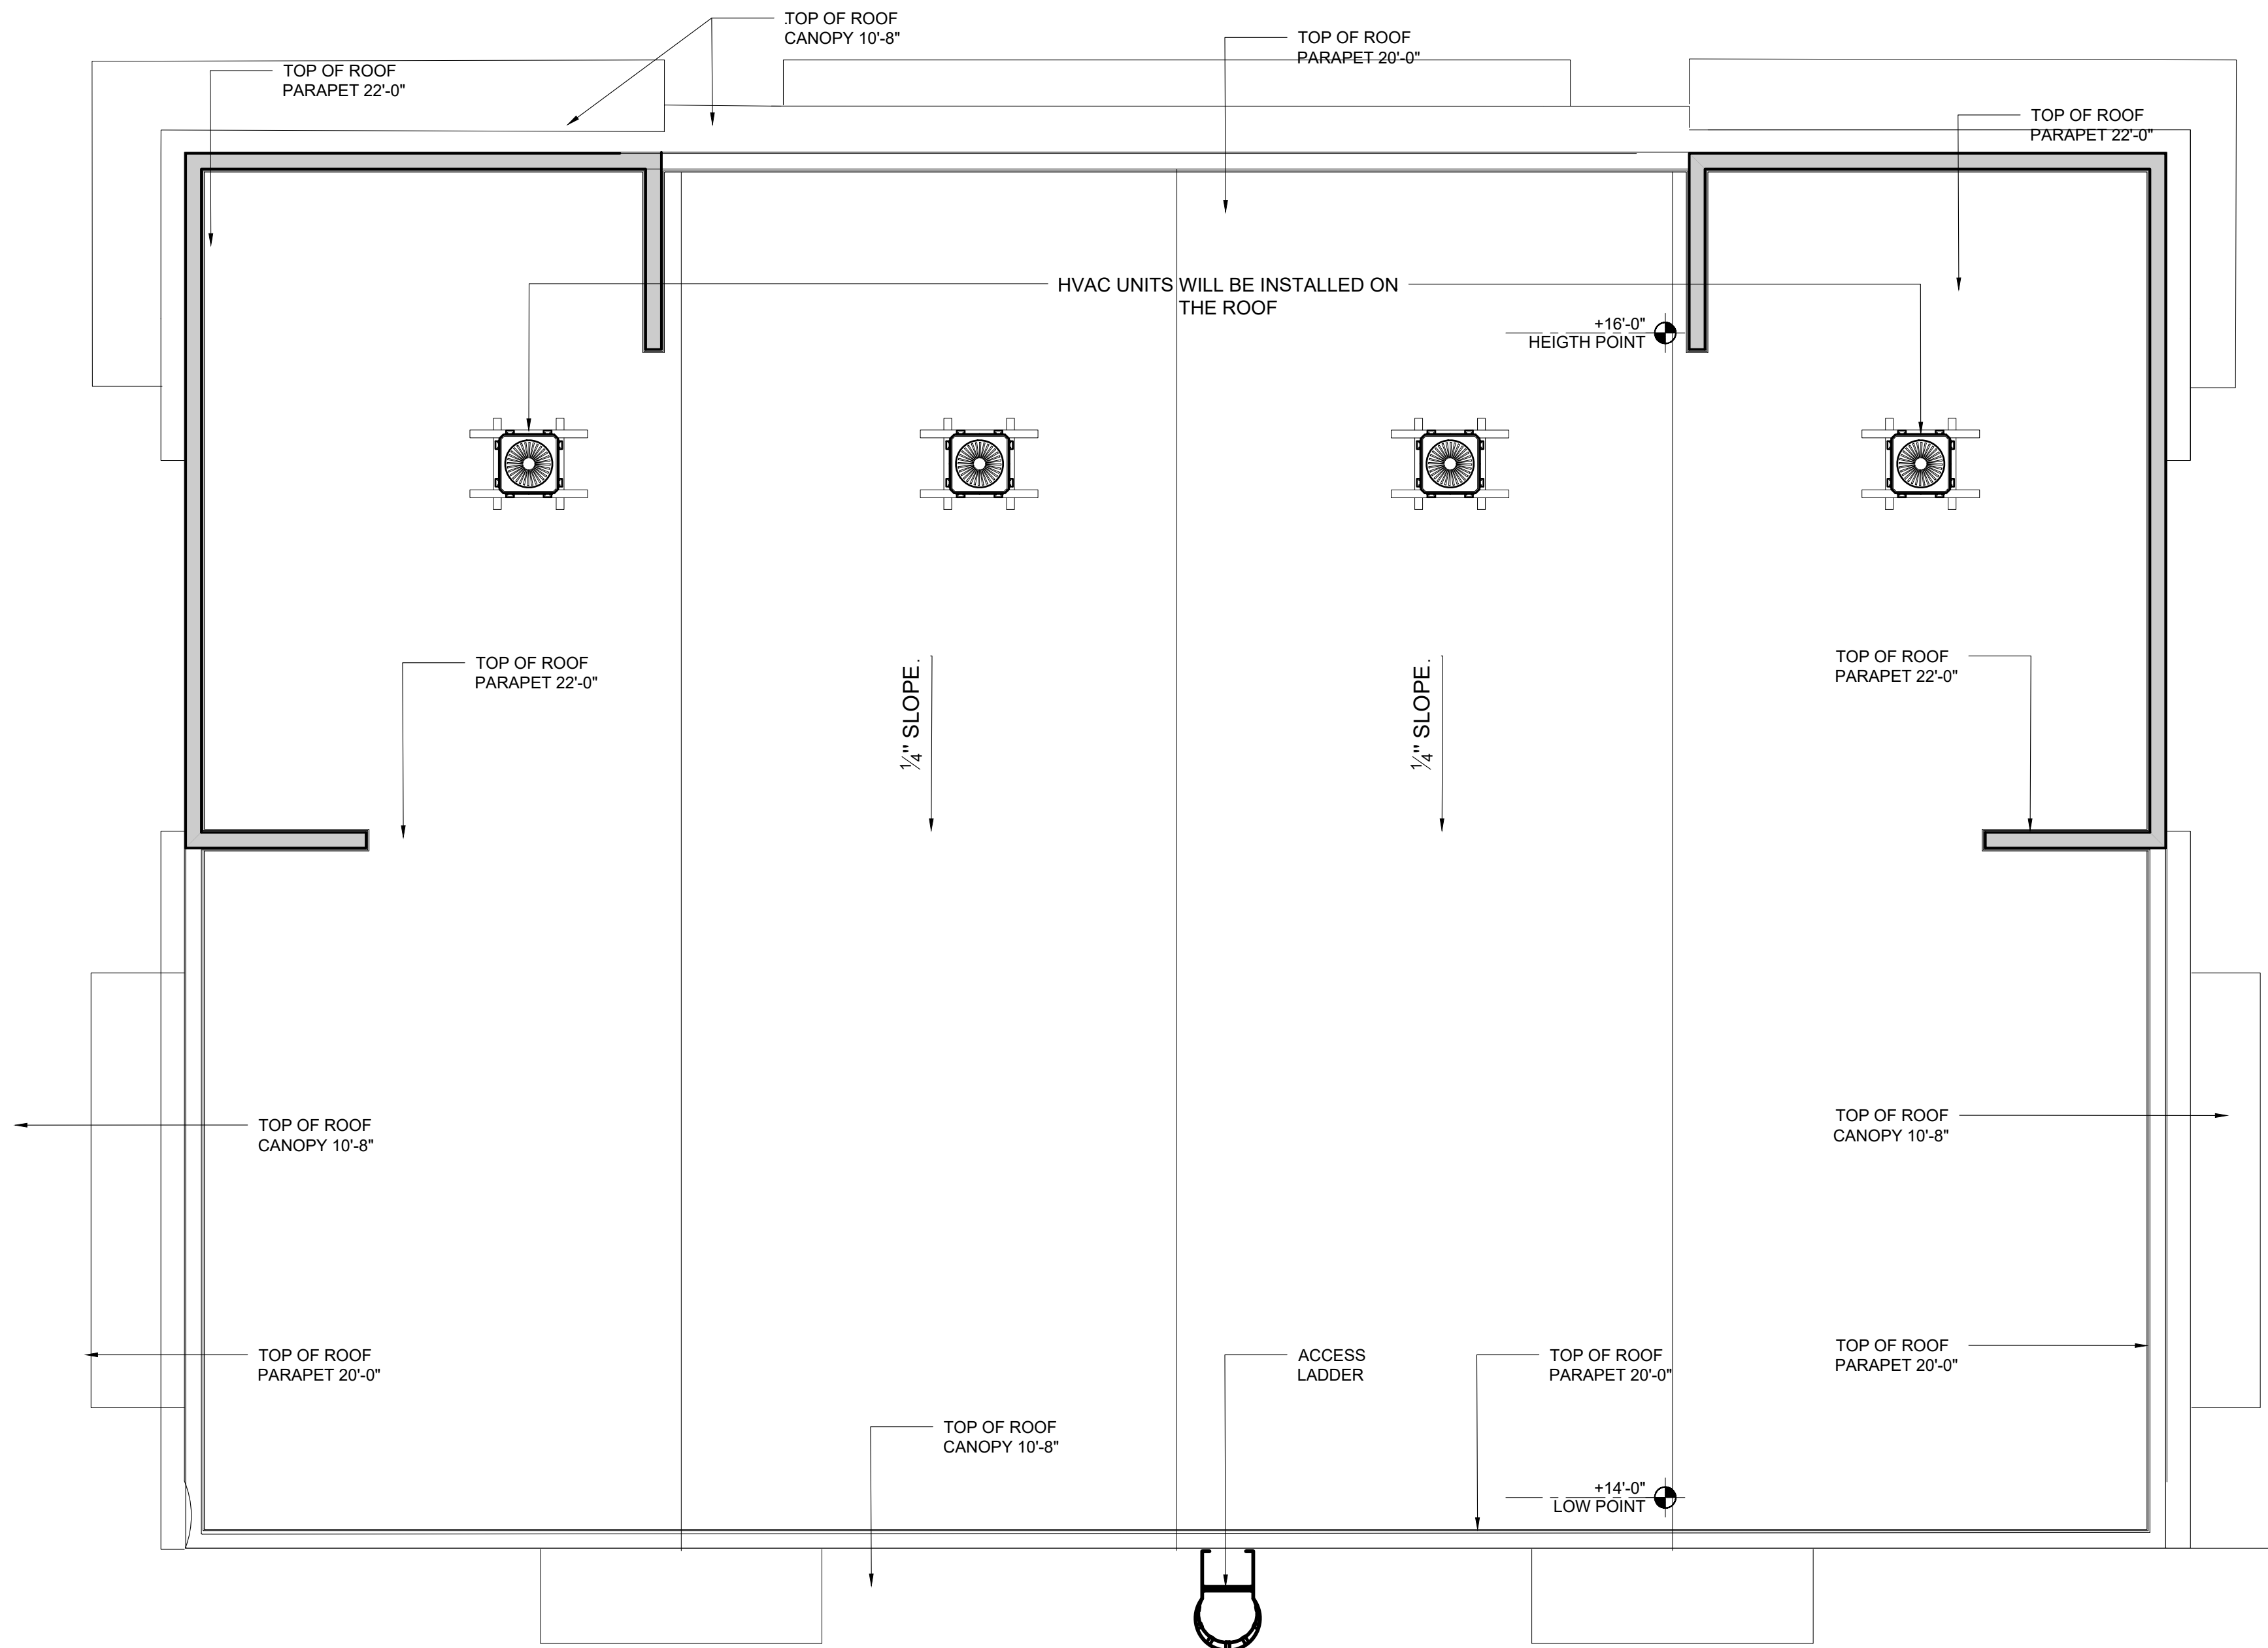 TOP OF ROOF
CANOPY 10'-8"
TOP OF ROOF
PARAPET 20'-0"
TOP OF ROOF
PARAPET 22'-0"
TOP OF ROOF
PARAPET 22'-0"
HVAC UNITS WILL BE INSTALLED ON
THE ROOF
+16'-0"
HEIGTH POINT
TOP OF ROOF
PARAPET 22'-0"
¼" SLOPE.
¼" SLOPE.
TOP OF ROOF
PARAPET 22'-0"
TOP OF ROOF
CANOPY 10'-8"
TOP OF ROOF
CANOPY 10'-8"
TOP OF ROOF
PARAPET 20'-0"
ACCESS
LADDER
TOP OF ROOF
PARAPET 20'-0"
TOP OF ROOF
PARAPET 20'-0"
TOP OF ROOF
CANOPY 10'-8"
+14'-0"
LOW POINT